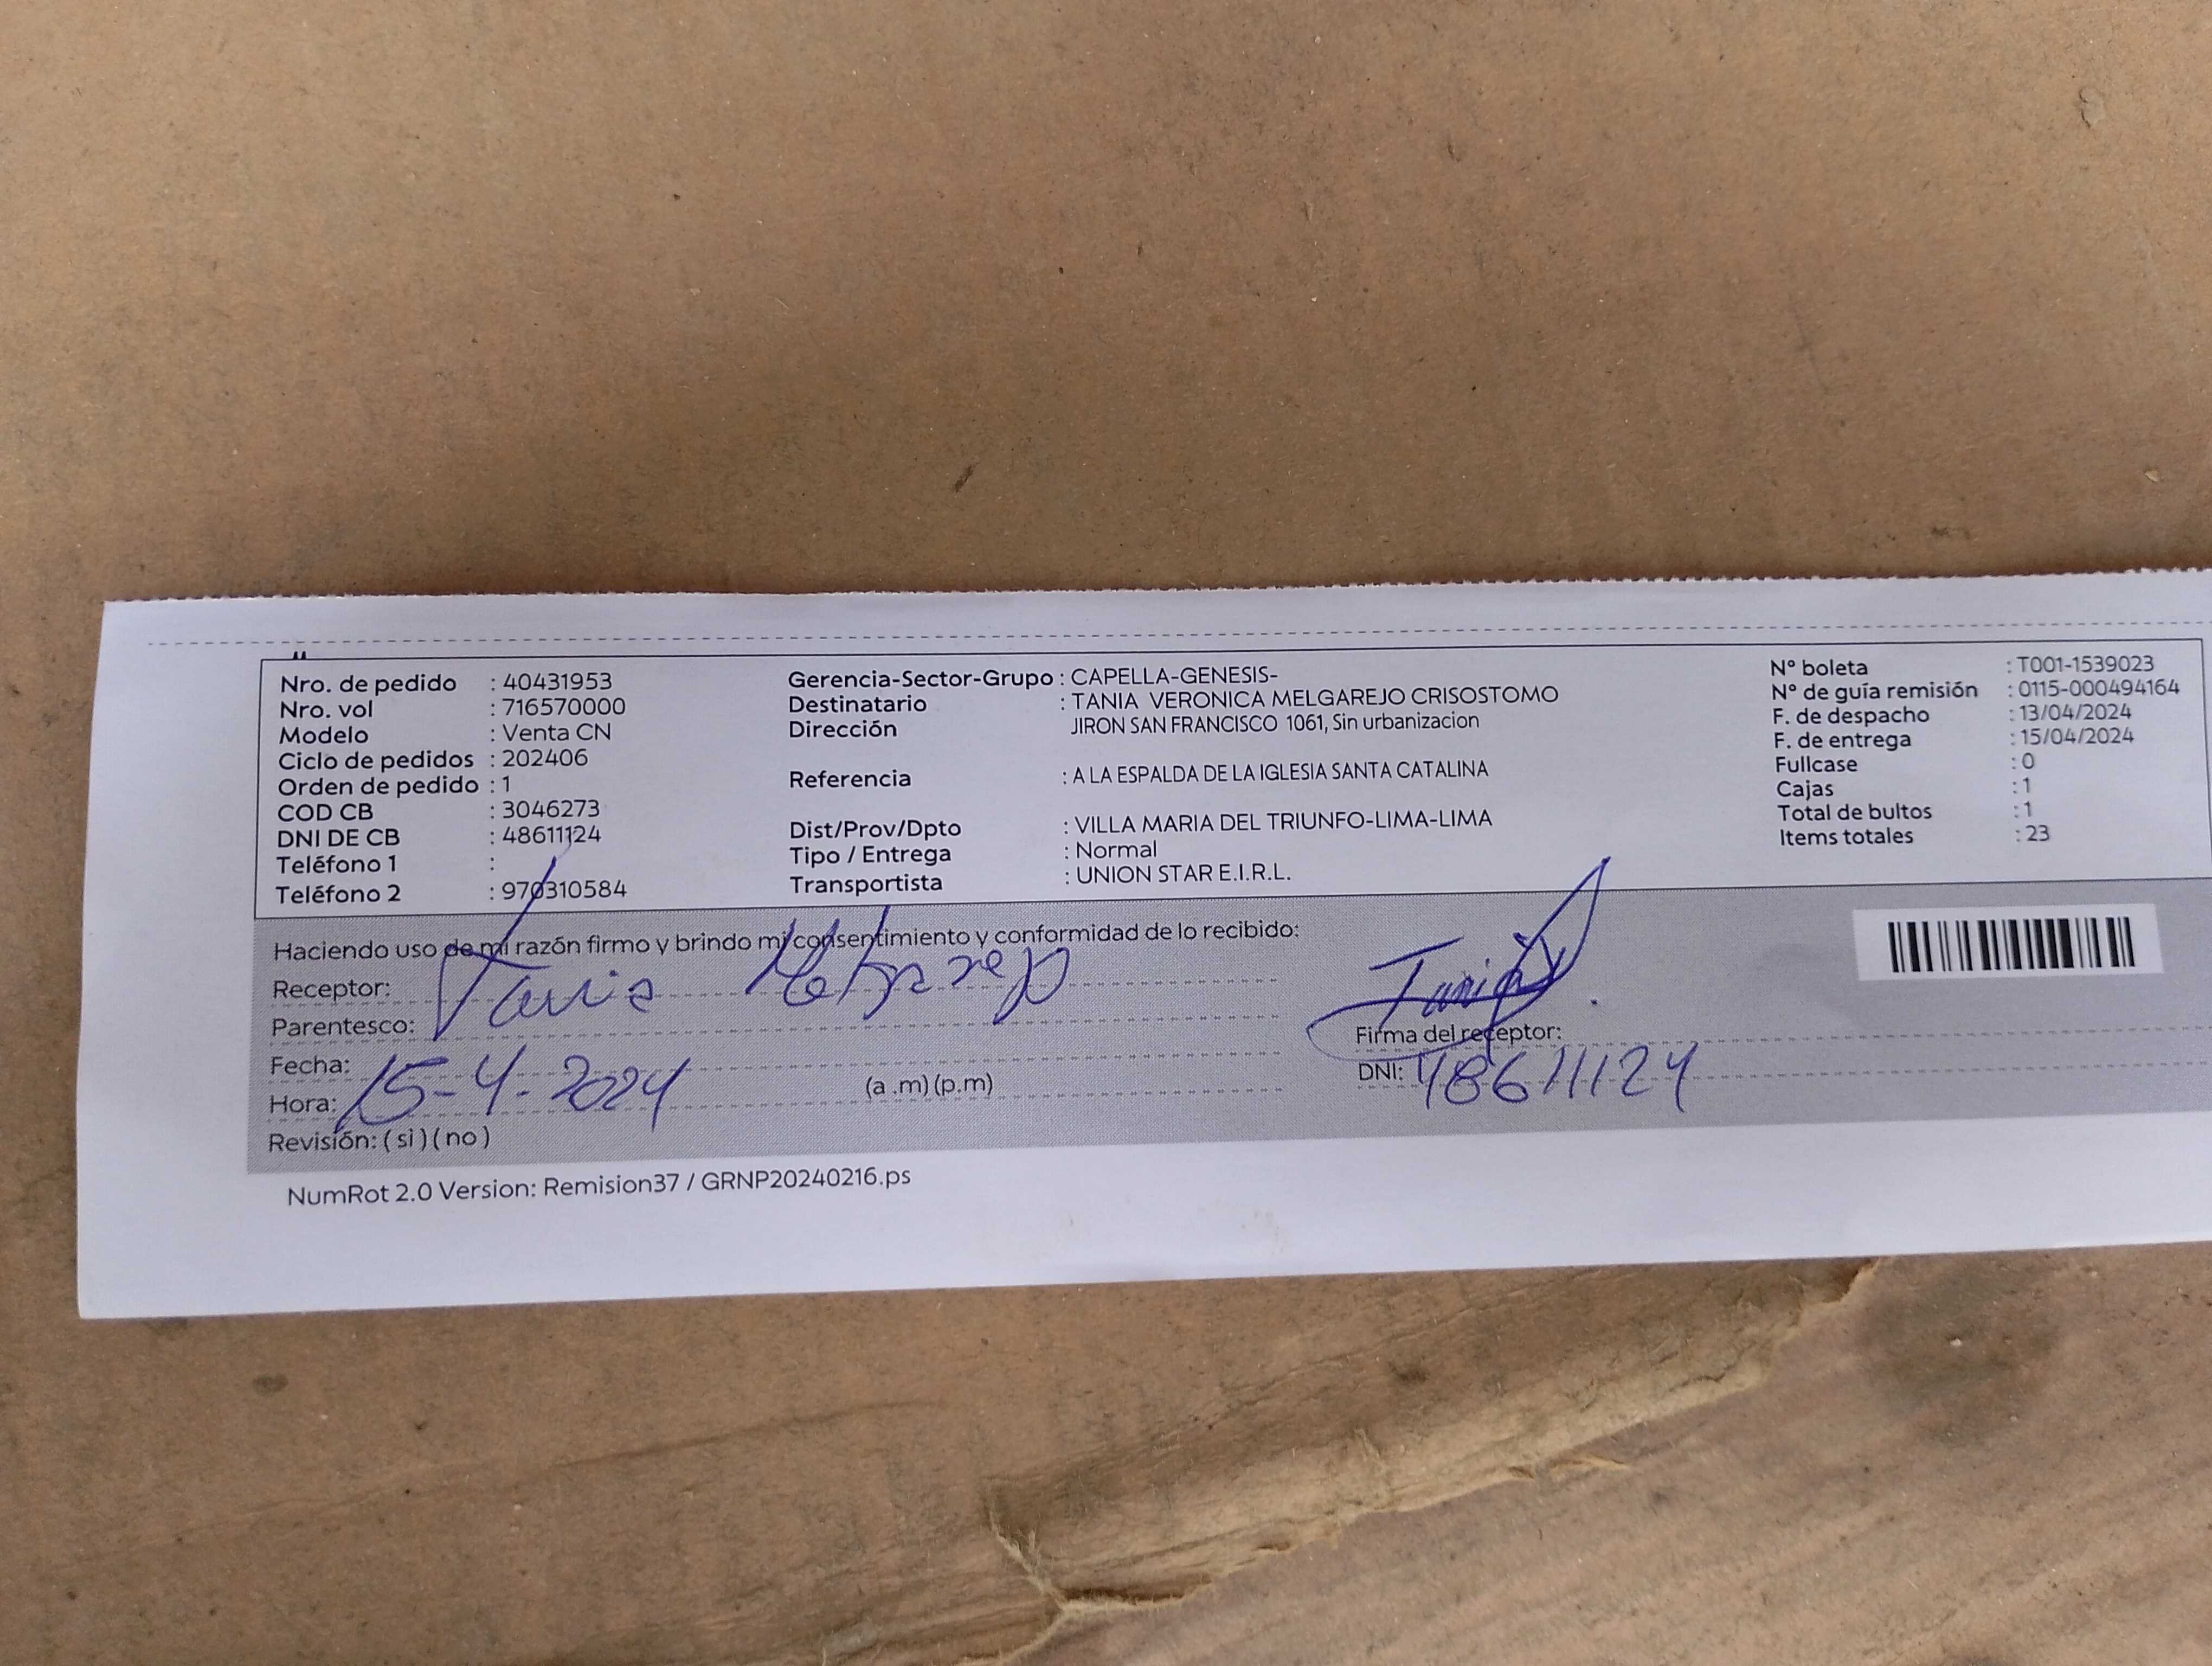 Nro. de pedido : 40431953
Nro. vol : 716570000
Modelo : Venta CN
Ciclo de pedidos : 202406
Orden de pedido : 1
COD CB : 3046273
DNI DE CB : 48611124
Teléfono 1 :
Teléfono 2 : 970310584
Gerencia-Sector-Grupo : CAPELLA-GENESIS-
Destinatario : TANIA VERONICA MELGAREJO CRISOSTOMO
Dirección JIRON SAN FRANCISCO 1061, Sin urbanizacion
Referencia : A LA ESPALDA DE LA IGLESIA SANTA CATALINA
Dist/Prov/Dpto : VILLA MARIA DEL TRIUNFO-LIMA-LIMA
Tipo / Entrega : Normal
Transportista : UNION STAR E.I.R.L.
N° boleta : T001-1539023
N° de guía remisión : 0115-000494164
F. de despacho : 13/04/2024
F. de entrega : 15/04/2024
Fullcase : 0
Cajas : 1
Total de bultos : 1
Items totales : 23
Haciendo uso de mi razón firmo y brindo mi consentimiento y conformidad de lo recibido:
Receptor: Tania Melgarejo
Parentesco:
Fecha: 15-4-2024
Hora: (a.m) (p.m)
Revisión: ( si ) ( no )
Tania
Firma del receptor:
DNI: 48611124
NumRot 2.0 Version: Remision37 / GRNP20240216.ps